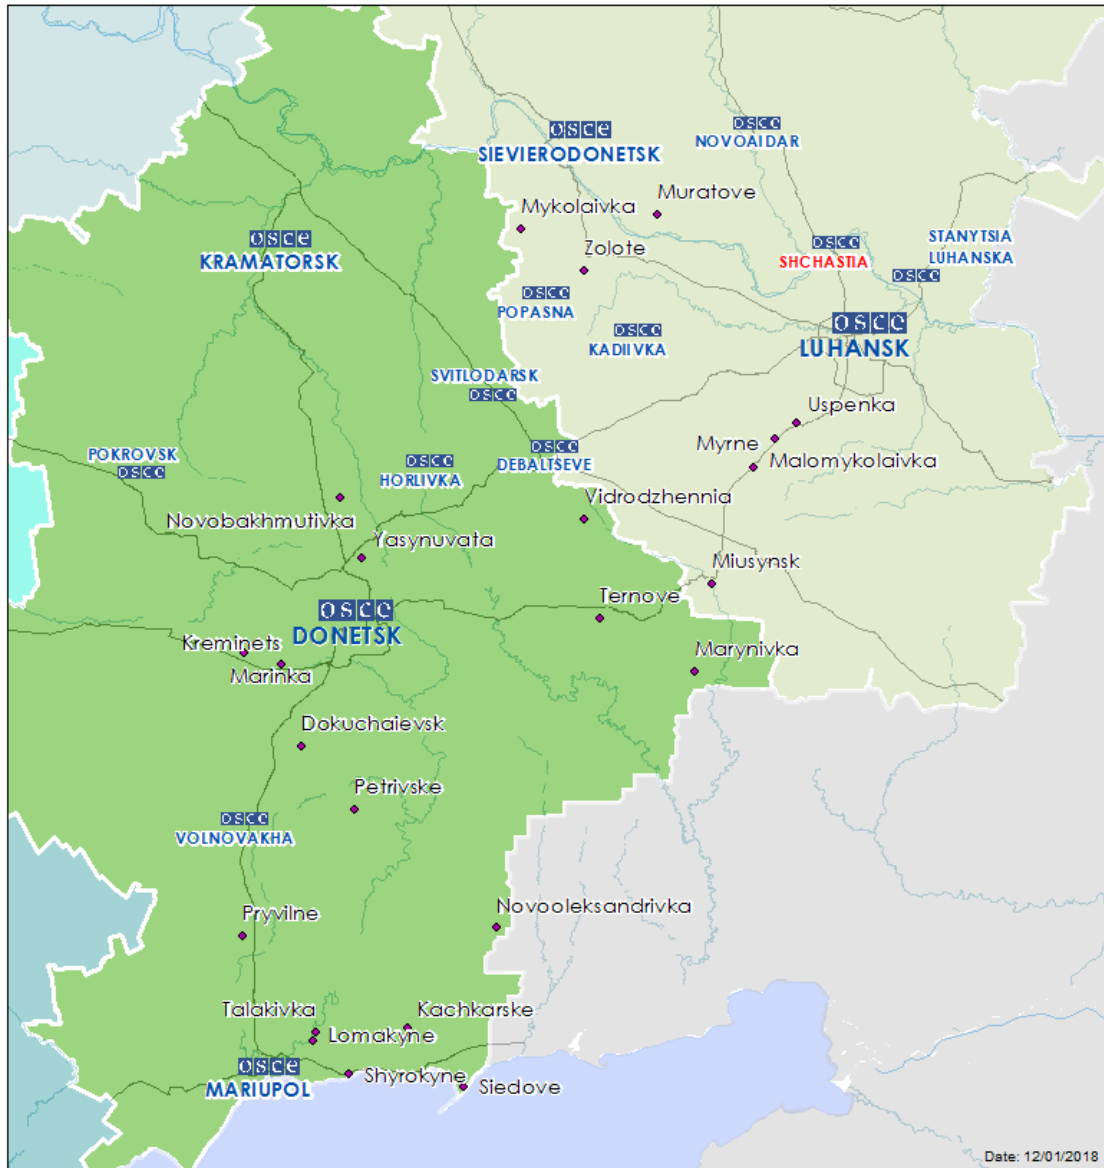 OSCE
NOVOAIDAR
OSCE
SIEVIERODONETSK
Muratove
Mykolaivka
OSCE
KRAMATORSK
Zolote
OSCE
SHCHASTIA
STANYTSIA
LUHANSKA
OSCE
OSCE
POPASNA
OSCE
KADIIVKA
OSCE
LUHANSK
SVITLODARSK
OSCE
Uspenka
Myrne
Malomykolaivka
POKROVSK
OSCE
OSCE
HORLIVKA
OSCE
DEBALTSEVE
Vidrodzhennia
Novobakhmutivka
Yasynuvata
Miusynsk
Ternove
OSCE
DONETSK
Kreminets
Marinka
Marynivka
Dokuchaievsk
Petrivske
OSCE
VOLNOVAKHA
Pryvilne
Novooleksandrivka
Talakivka
Kachkarske
Lomakyne
OSCE
MARIUPOL
Shyrokyne
Siedove
Date: 12/01/2018